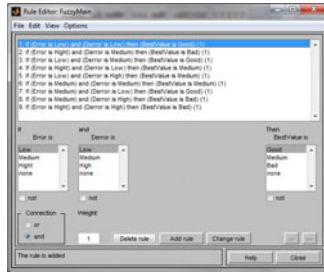 Rule Editor: FuzzyMain
File Edit View Options
1. If (Error is Low) and (Derror is Low) then (BestValue is Good) (1)
2. If (Error is Hight) and (Derror is Medium) then (BestValue is Bad) (1)
3. If (Error is Low) and (Derror is Medium) then (BestValue is Good) (1)
4. If (Error is Hight) and (Derror is Low) then (BestValue is Medium) (1)
5. If (Error is Low) and (Derror is High) then (BestValue is Medium) (1)
6. If (Error is Medium) and (Derror is Medium) then (BestValue is Medium) (1)
7. If (Error is Medium) and (Derror is Low) then (BestValue is Good) (1)
8. If (Error is Medium) and (Derror is High) then (BestValue is Bad) (1)
9. If (Error is Hight) and (Derror is High) then (BestValue is Bad) (1)
If and Then
Error is Derror is BestValue is
Low Low Good
Medium Medium Medium
Hight High Bad
none none none
not not not
Connection Weight:
or
and 1 Delete rule Add rule Change rule << >>
The rule is added Help Close